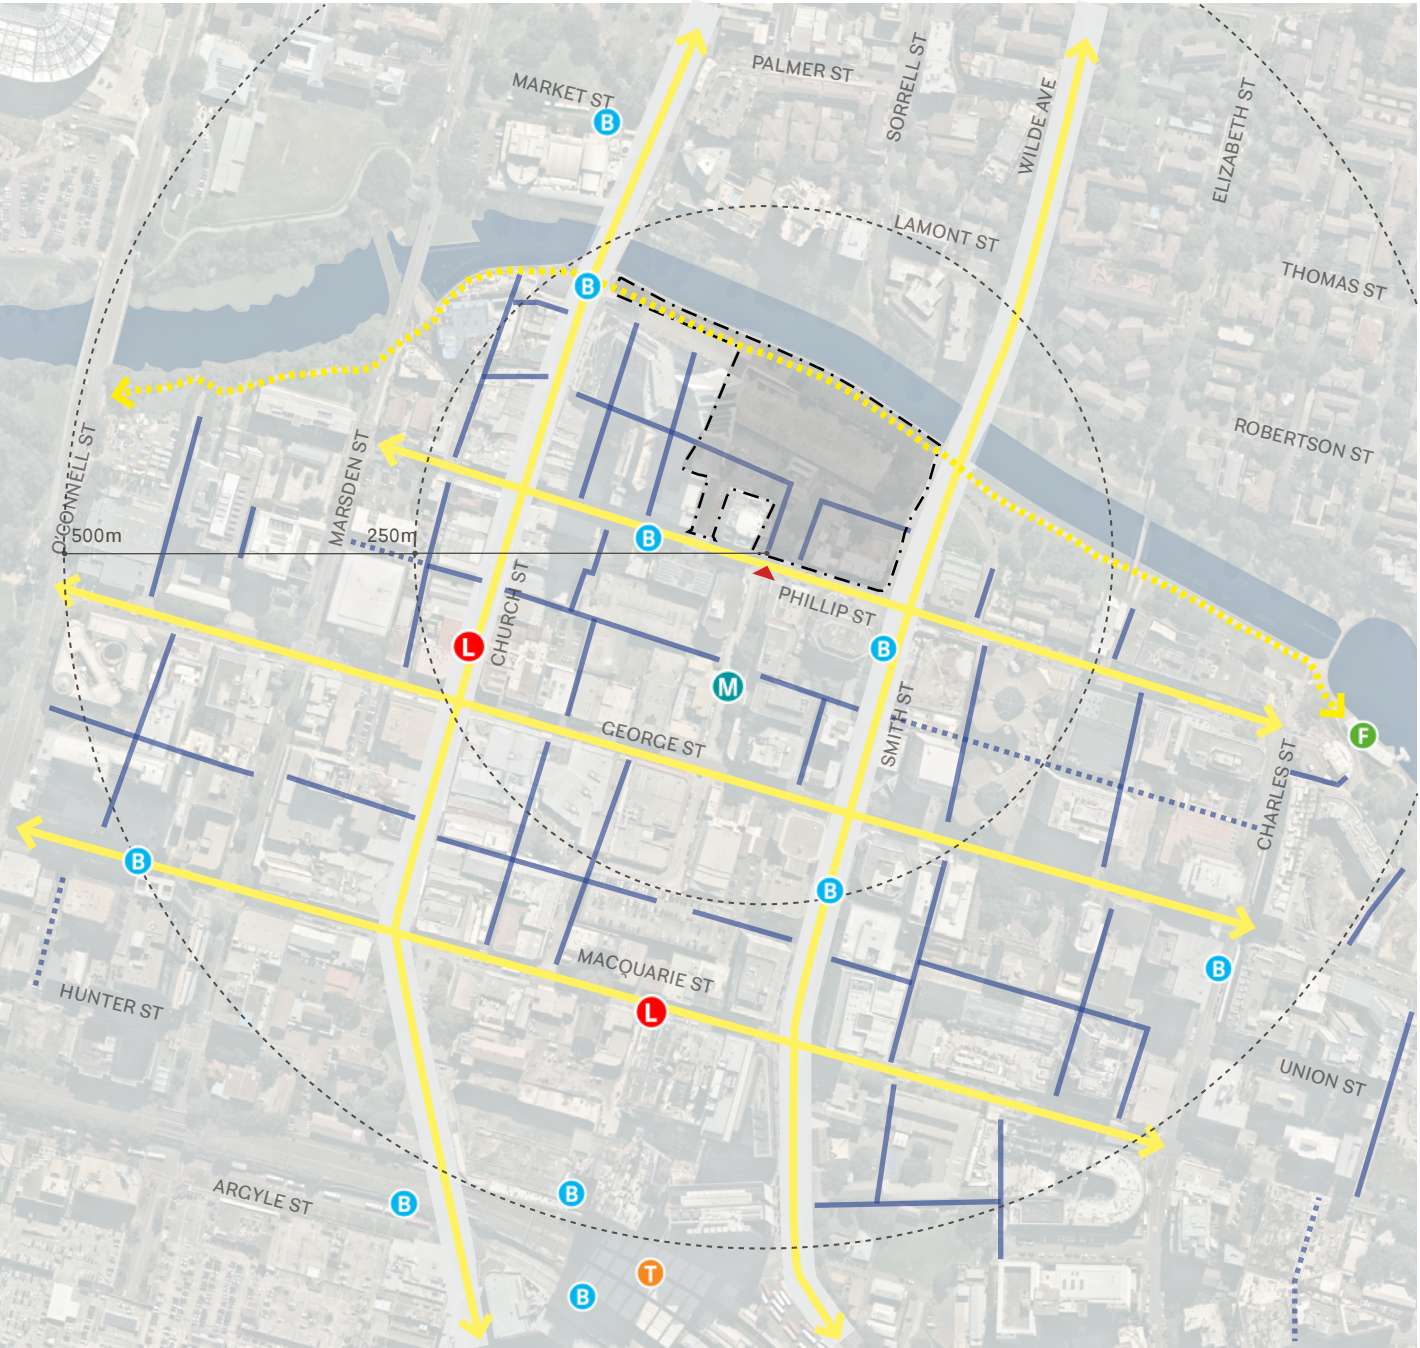 PALMER ST
SORRELL ST
MARKET ST
B
WILDE AVE
ELIZABETH ST
LAMONT ST
THOMAS ST
B
ROBERTSON ST
O'CONNELL ST
MARSDEN ST
500m
250m
B
CHURCH ST
PHILLIP ST
L
B
M
SMITH ST
GEORGE ST
F
CHARLES ST
B
B
MACQUARIE ST
B
HUNTER ST
L
UNION ST
ARGYLE ST
B
B
T
B